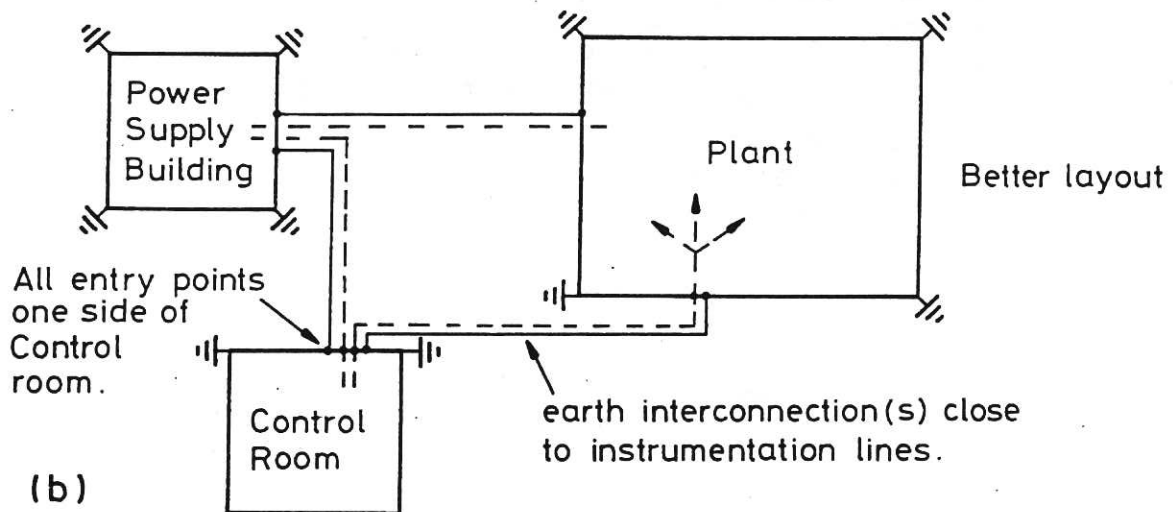 Power
Supply
Building
Plant
Better layout
All entry points
one side of
Control
room.
Control
Room
earth interconnection(s) close
to instrumentation lines.
(b)